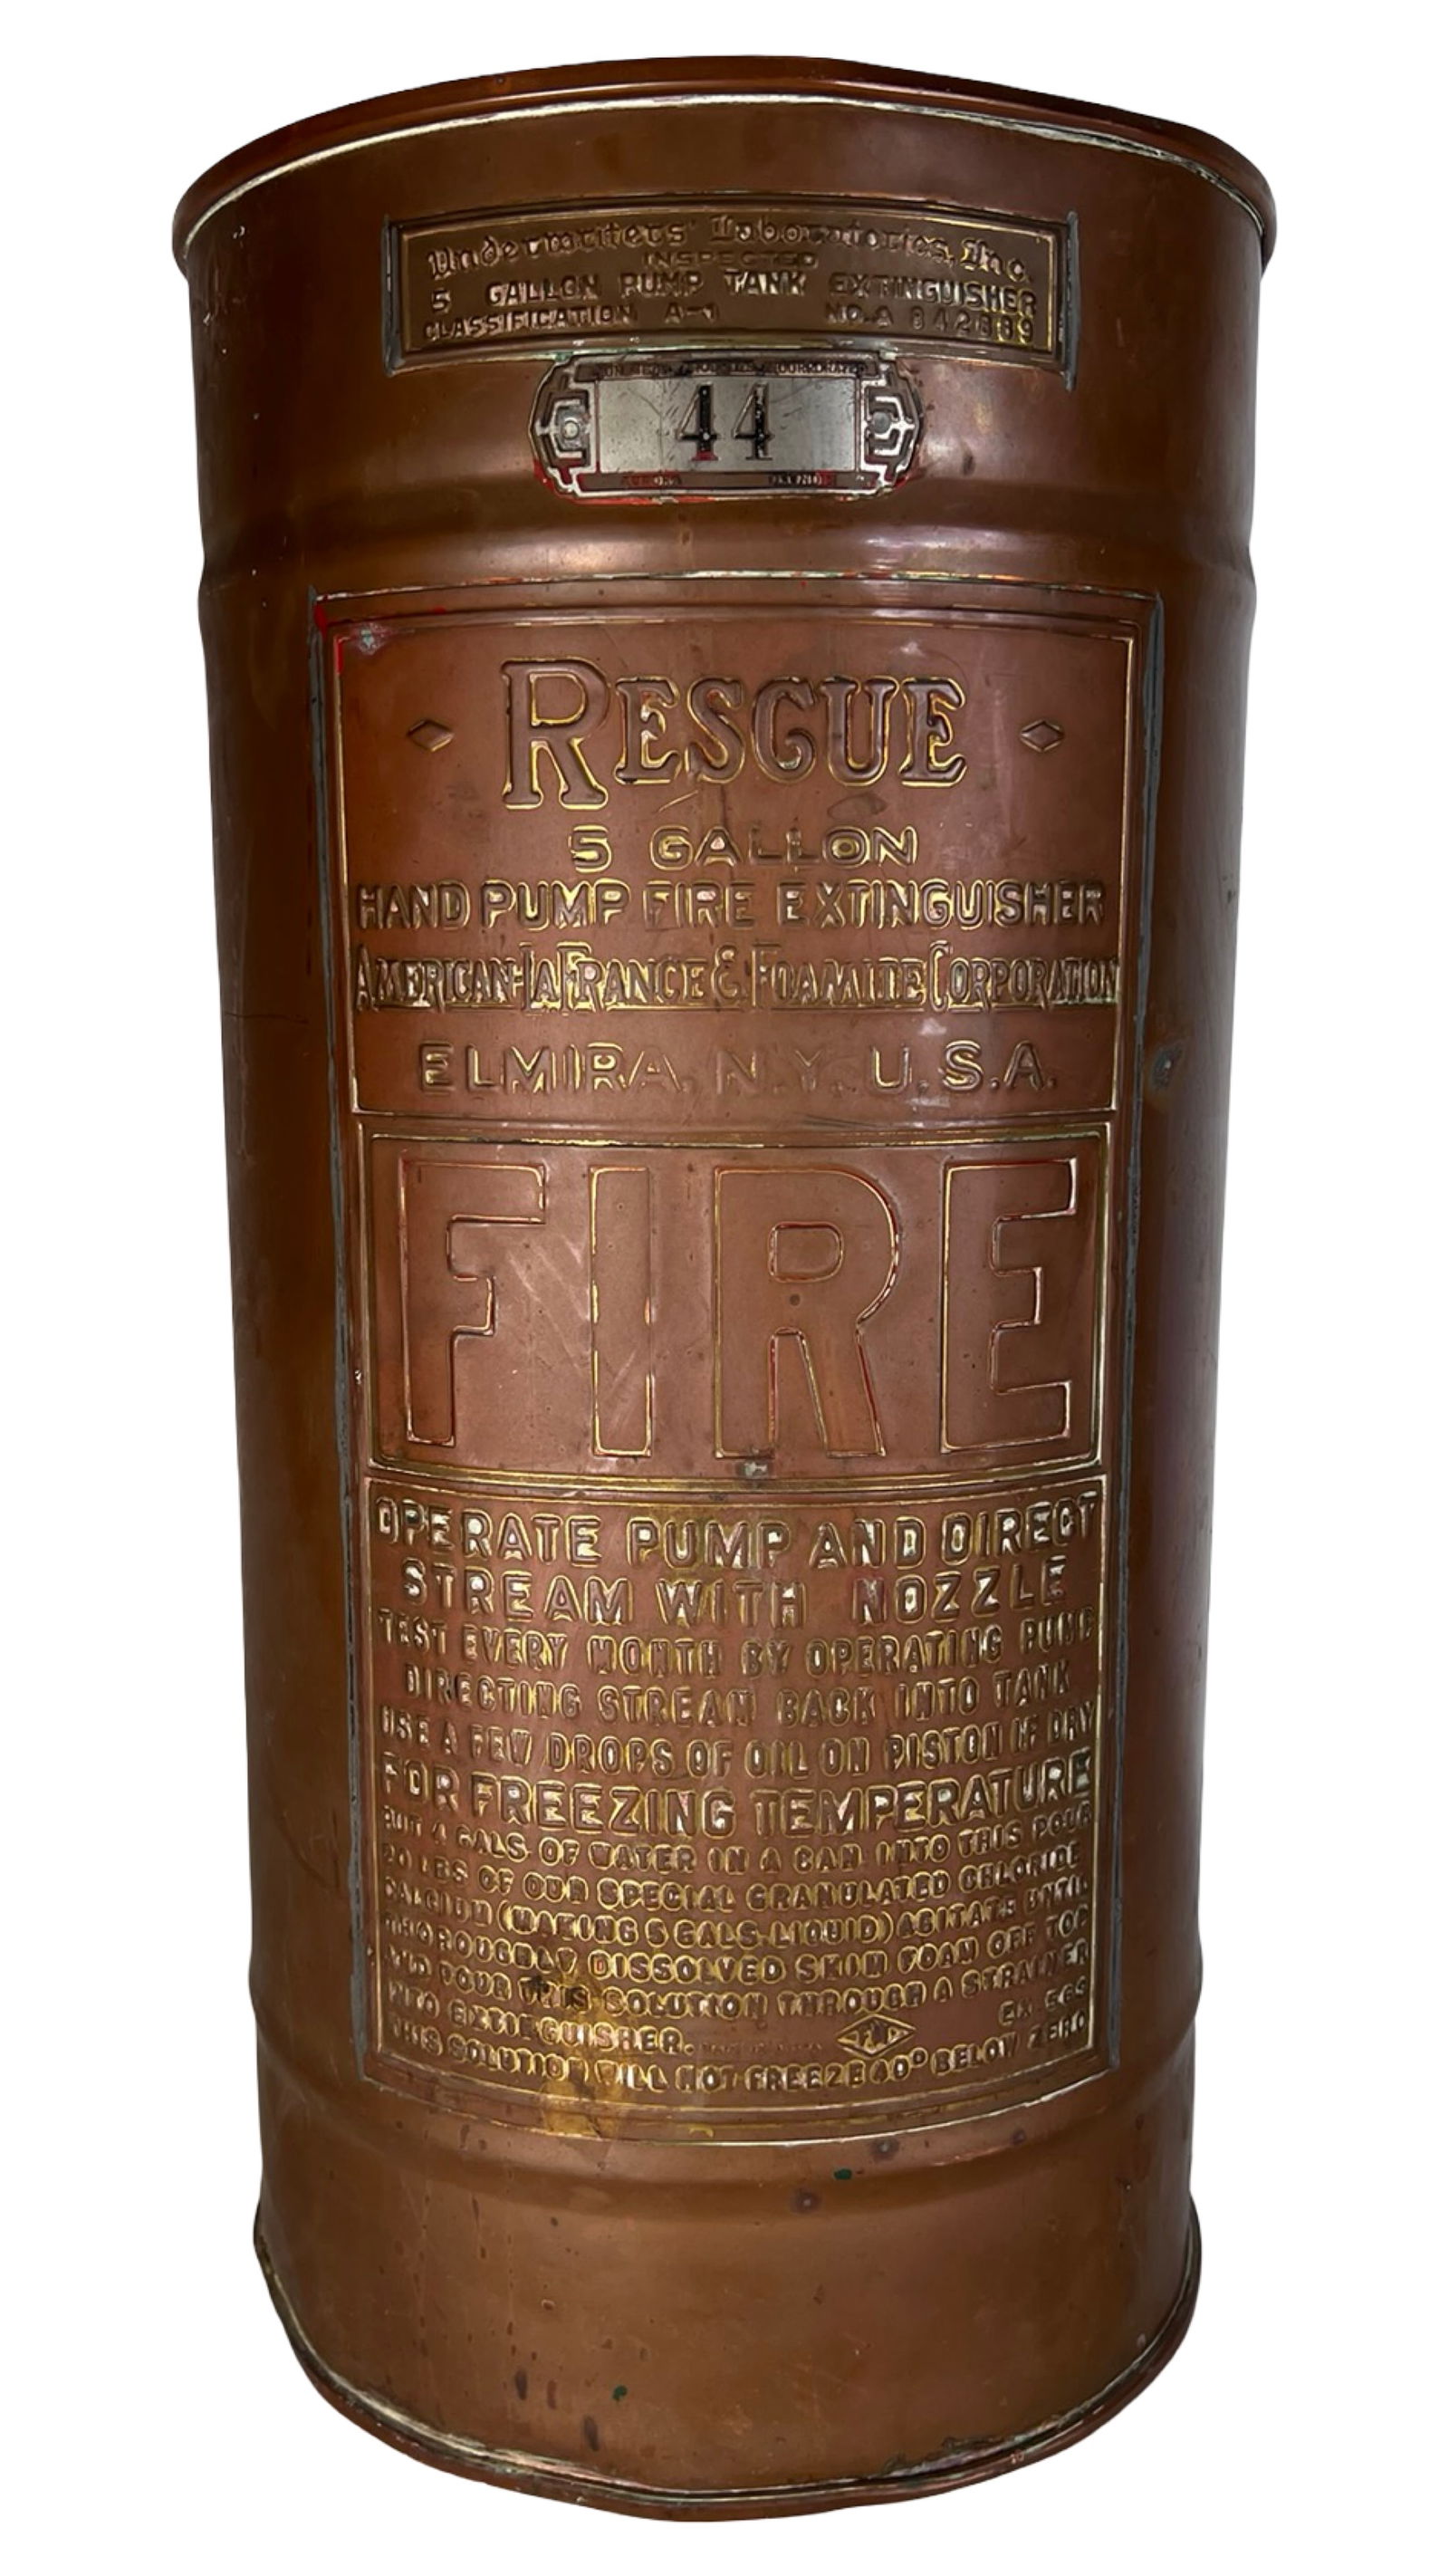 Underwriters' Laboratories, Inc.
INSPECTED
5 GALLON PUMP TANK EXTINGUISHER
CLASSIFICATION A-1 NO. A 842889
44
RESCUE
5 GALLON
HAND PUMP FIRE EXTINGUISHER
AMERICAN-LAFRANCE & FOAMITE CORPORATION
ELMIRA, N.Y. U.S.A.
FIRE
OPERATE PUMP AND DIRECT
STREAM WITH NOZZLE
TEST EVERY MONTH BY OPERATING PUMP
DIRECTING STREAM BACK INTO TANK
USE A FEW DROPS OF OIL ON PISTON IF DRY
FOR FREEZING TEMPERATURE
PUT 4 GALS OF WATER IN A CAN INTO THIS POUR
20 LBS OF OUR SPECIAL GRANULATED CHLORIDE
CALCIUM (MAKING 5 GALS LIQUID) AGITATE UNTIL
THOROUGHLY DISSOLVED SKIM FOAM OFF TOP
AND POUR THIS SOLUTION THROUGH A STRAINER
INTO EXTINGUISHER.
THIS SOLUTION WILL NOT FREEZE 40° BELOW ZERO